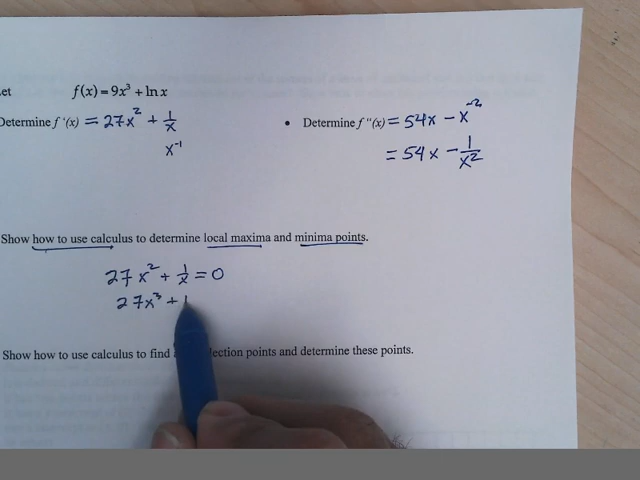 et f(x) = 9x³ + ln x
Determine f '(x) = 27x² + 1/x
x⁻¹
• Determine f "(x) = 54x − x⁻²
= 54x − 1/x²
Show how to use calculus to determine local maxima and minima points.
27x² + 1/x = 0
27x³ +
Show how to use calculus to find lection points and determine these points.